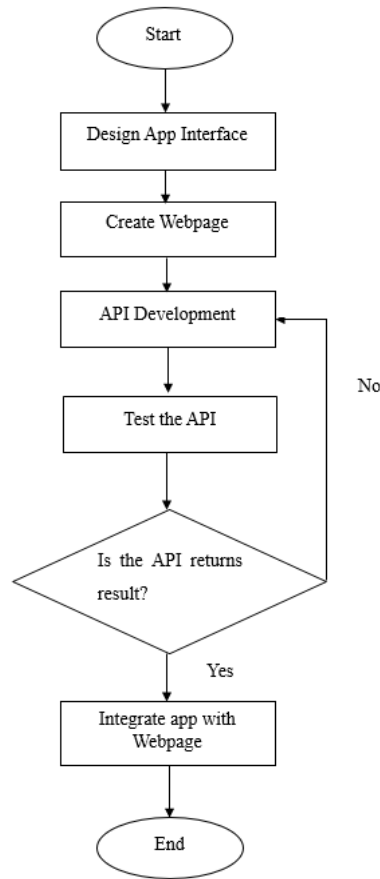 Start
Design App Interface
Create Webpage
API Development
No
Test the API
Is the API returns
result?
Yes
Integrate app with
Webpage
End